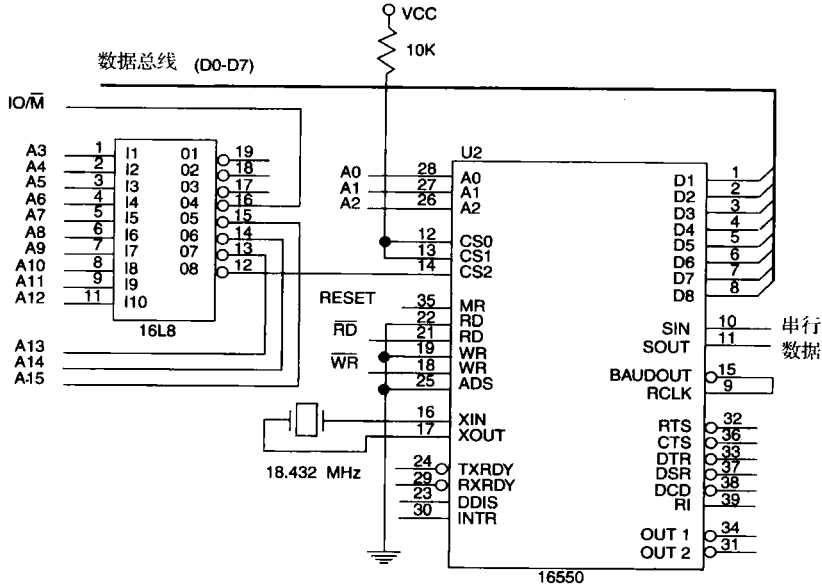 VCC
10K
数据总线 (D0-D7)
IO/M̅
A3 1 I1 O1 19
A4 2 I2 O2 18
A5 3 I3 O3 17
A6 4 I4 O4 16
A7 5 I5 O5 15
A8 6 I6 O6 14
A9 7 I7 O7 13
A10 8 I8 O8 12
A11 9 I9
A12 11 I10
16L8
A13
A14
A15
U2
A0 28 A0
A1 27 A1
A2 26 A2
12 CS0
13 CS1
14 CS2
RESET 35 MR
22 RD
R̅D̅ 21 RD
19 WR
W̅R̅ 18 WR
25 ADS
16 XIN
17 XOUT
18.432 MHz
24 TXRDY
29 RXRDY
23 DDIS
30 INTR
D1 1
D2 2
D3 3
D4 4
D5 5
D6 6
D7 7
D8 8
SIN 10 串行
SOUT 11 数据
BAUDOUT 15
RCLK 9
RTS 32
CTS 36
DTR 33
DSR 37
DCD 38
RI 39
OUT 1 34
OUT 2 31
16550